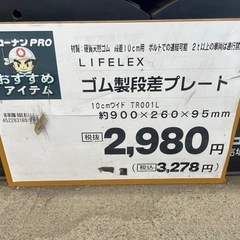 コーナンPRO
おすすめ
アイテム
材質：硬質天然ゴム 段差10cm用 ボルトでの連結可能 2t以上の車両は通行
LIFELEX
ゴム製段差プレート
10cmワイド TR001L
約900×260×95mm
税抜 2,980円
(税込 3,278円)